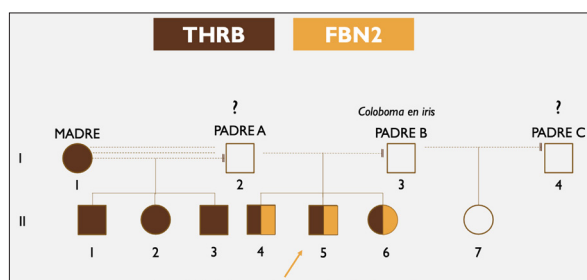 THRB FBN2
? Coloboma en iris ?
MADRE PADRE A PADRE B PADRE C
I
1 2 3 4
II
1 2 3 4 5 6 7